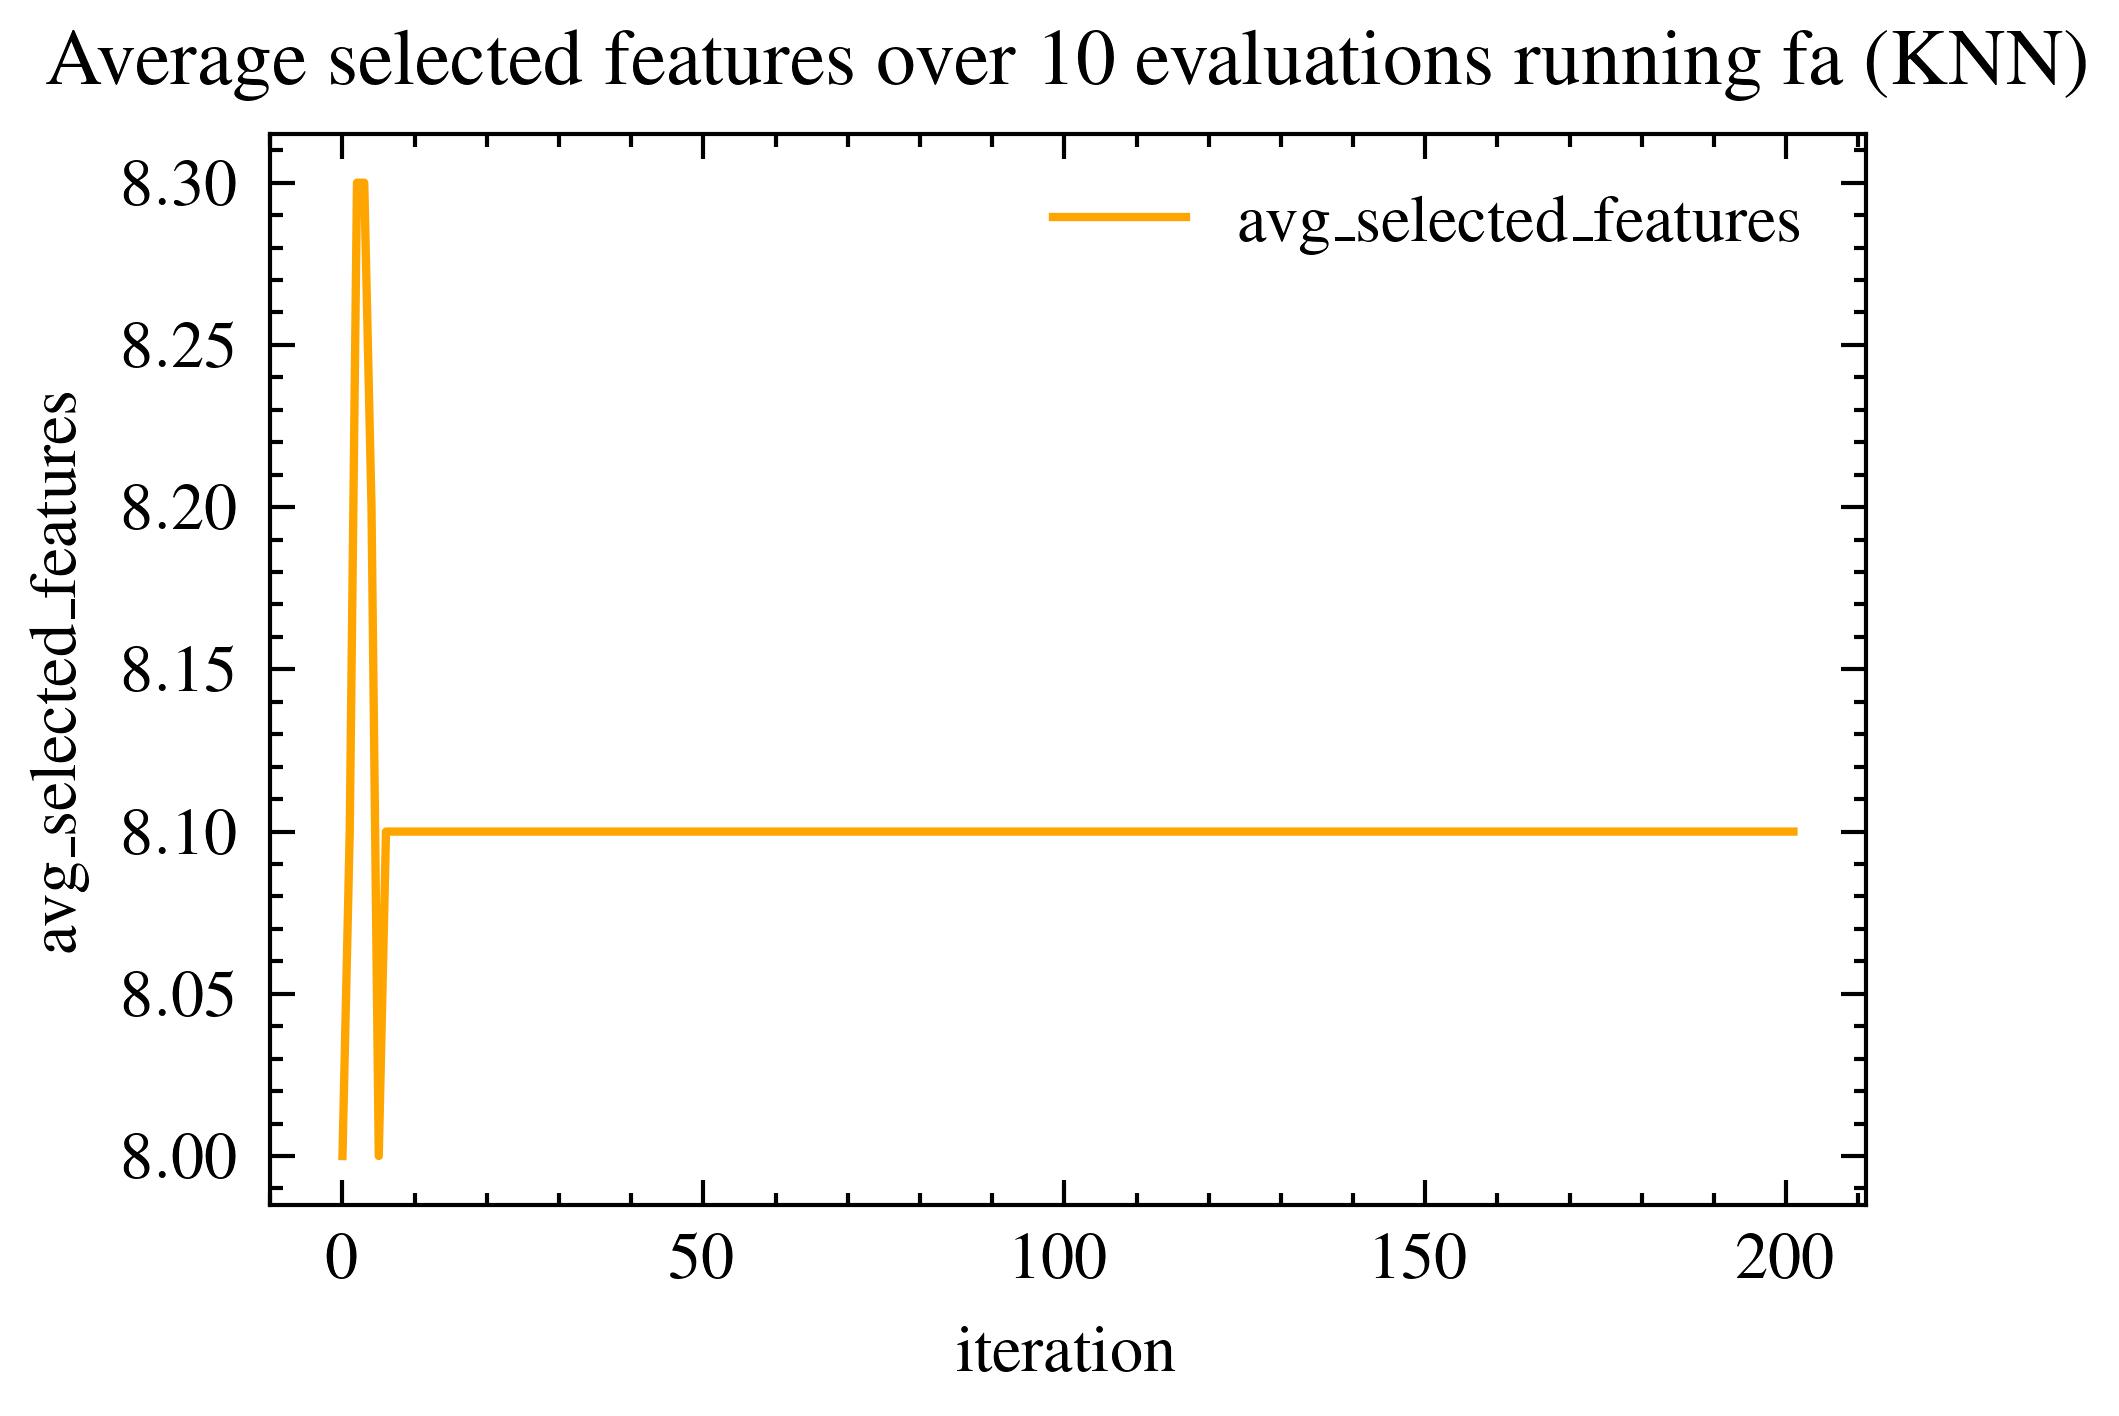 Average selected features over 10 evaluations running fa (KNN)
avg_selected_features
8.30
8.25
8.20
8.15
8.10
8.05
8.00
avg_selected_features
0 50 100 150 200
iteration